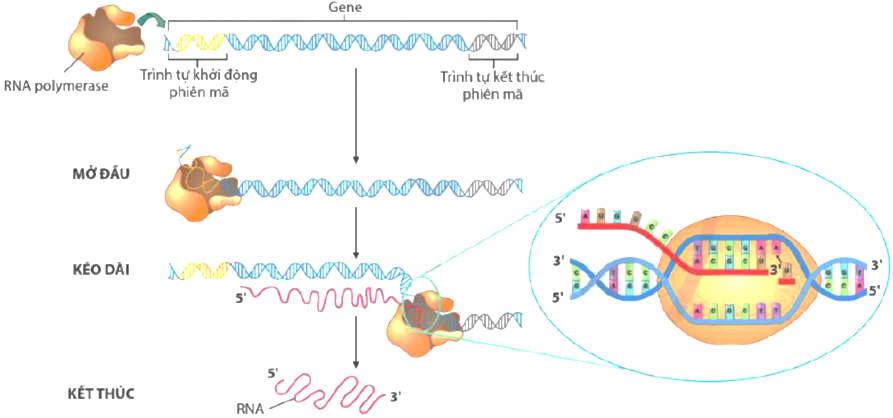 Gene
RNA polymerase
Trình tự khởi động
phiên mã
Trình tự kết thúc
phiên mã
MỞ ĐẦU
KÉO DÀI
5'
KẾT THÚC
5'
3'
RNA
5'
3'
5'
3'
3'
5'